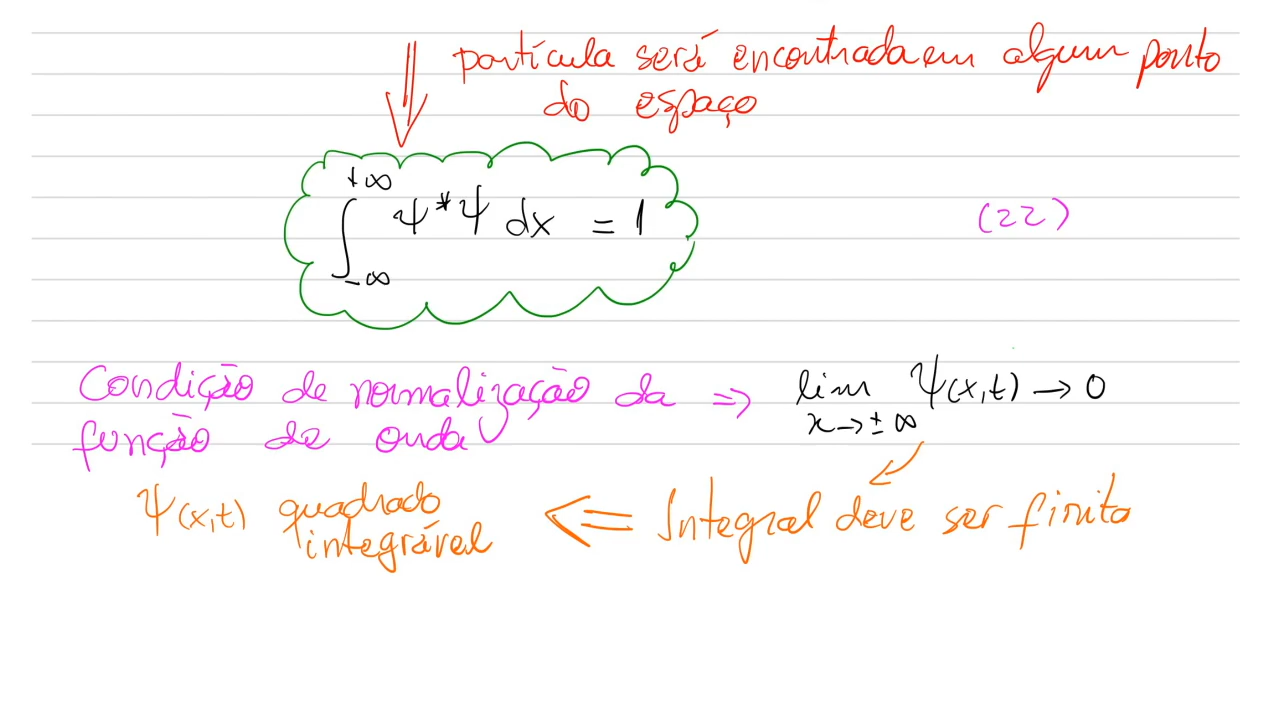 partícula será encontrada em algum ponto
do espaço
∫_{-∞}^{+∞} Ψ*Ψ dx = 1 (22)
Condição de normalização da ⇒ lim Ψ(x,t) → 0
função de onda x → ± ∞
Ψ(x,t) quadrado ⇐ Integral deve ser finita
integrável